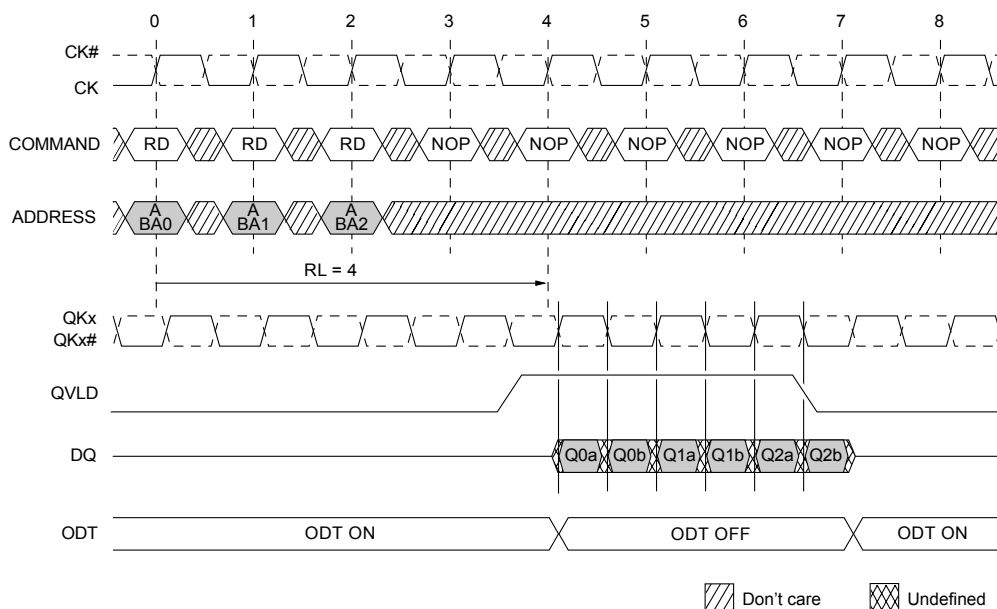 0 1 2 3 4 5 6 7 8
CK#
CK
COMMAND RD RD RD NOP NOP NOP NOP NOP NOP
ADDRESS A BA0 A BA1 A BA2
RL = 4
QKx
QKx#
QVLD
DQ Q0a Q0b Q1a Q1b Q2a Q2b
ODT ODT ON ODT OFF ODT ON
Don't care Undefined